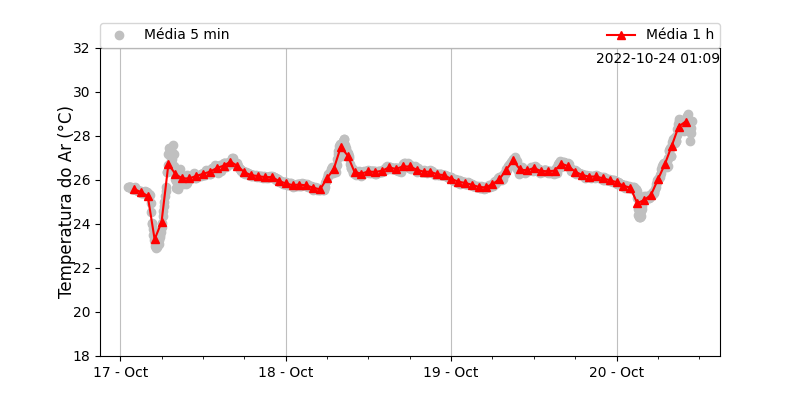 Média 5 min
Média 1 h
2022-10-24 01:09
Temperatura do Ar (°C)
32
30
28
26
24
22
20
18
17 - Oct
18 - Oct
19 - Oct
20 - Oct